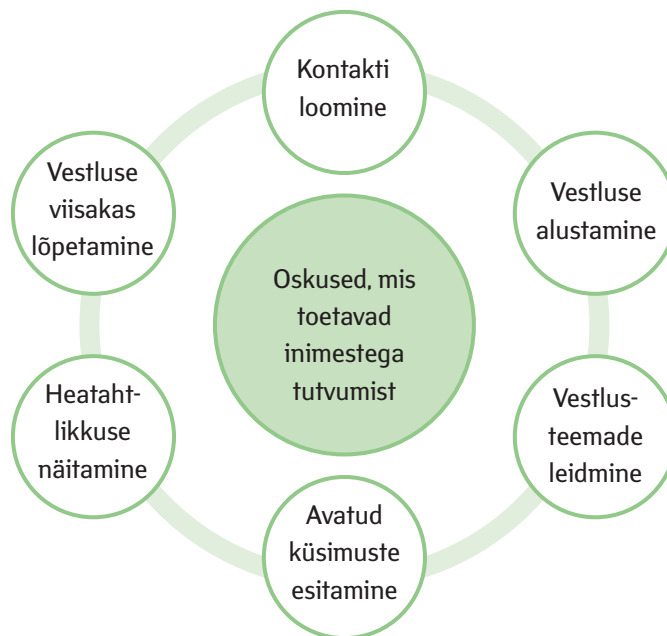 Kontakti
loomine
Vestluse
alustamine
Vestlus-
teemade
leidmine
Avatud
küsimuste
esitamine
Heataht-
likkuse
näitamine
Vestluse
viisakas
lõpetamine
Oskused, mis
toetavad
inimestega
tutvumist